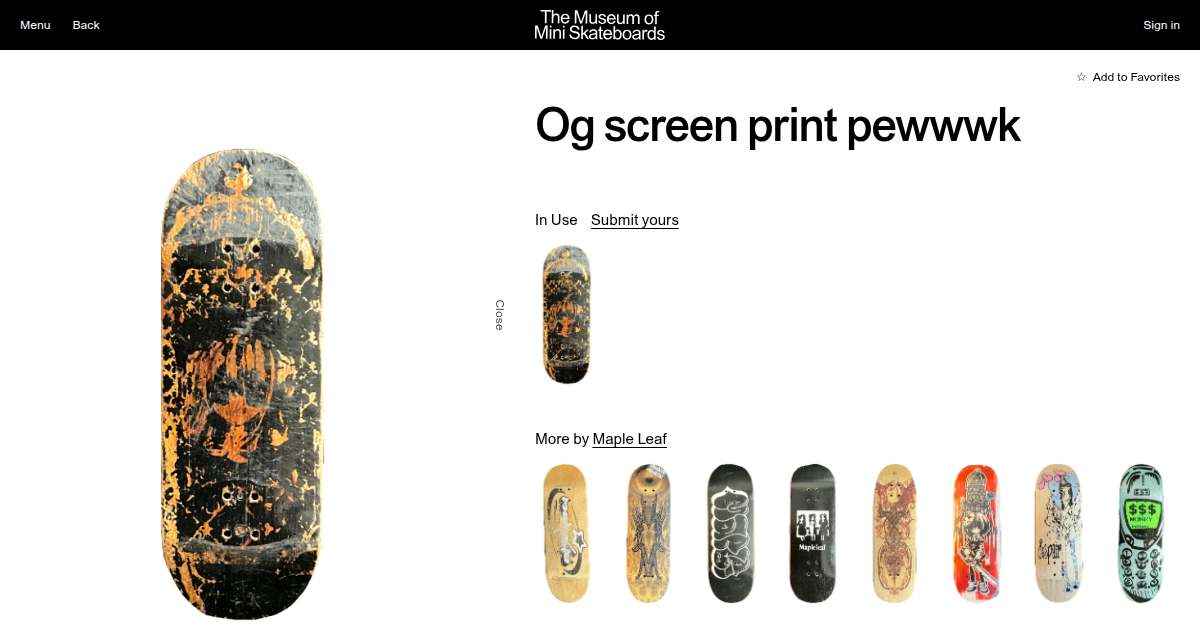 Menu
Back
The Museum of
Mini Skateboards
Sign in
☆ Add to Favorites
Og screen print pewwwk
In Use
Submit yours
Close
More by Maple Leaf
Mapleleaf
$$$
MONEY